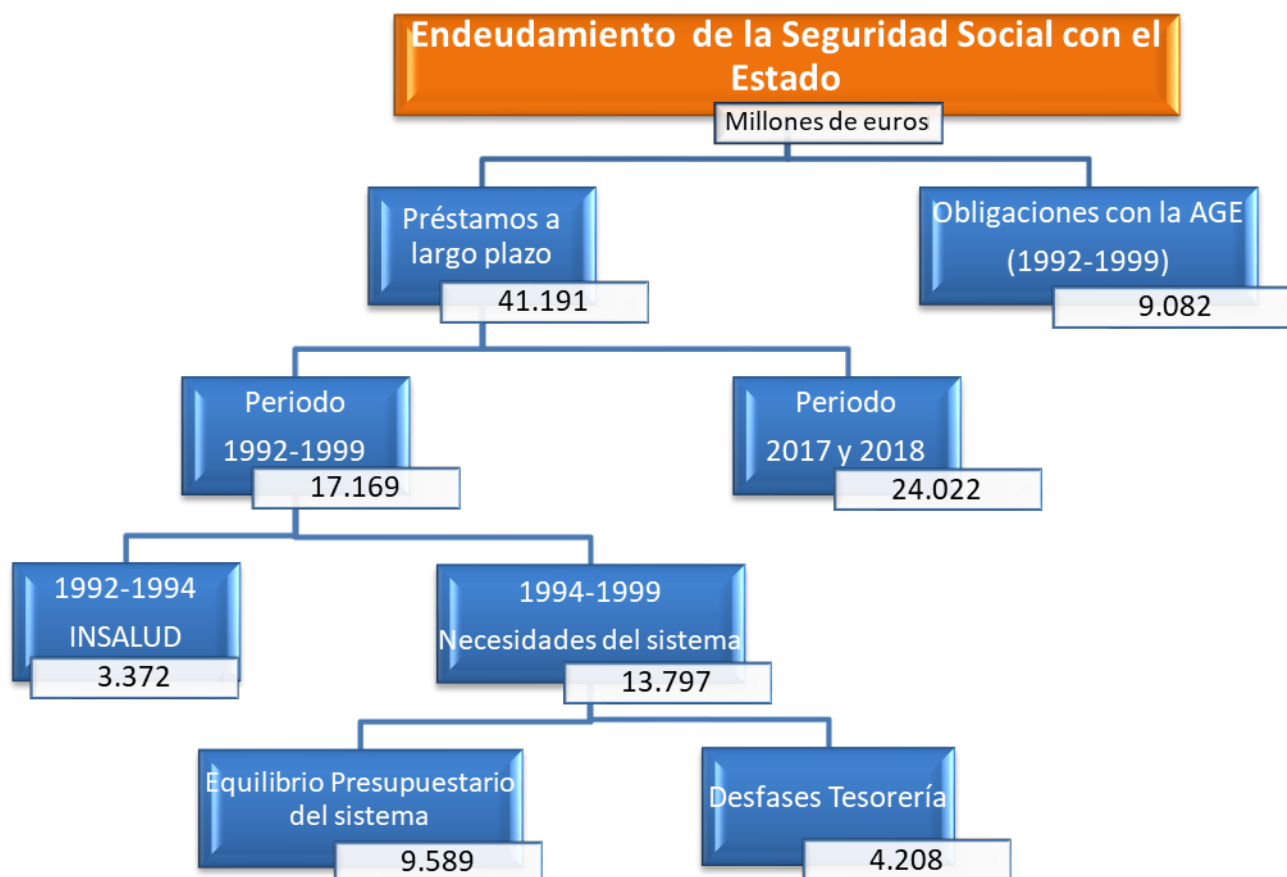 Endeudamiento de la Seguridad Social con el
Estado
Millones de euros
Préstamos a
largo plazo
41.191
Obligaciones con la AGE
(1992-1999)
9.082
Periodo
1992-1999
17.169
Periodo
2017 y 2018
24.022
1992-1994
INSALUD
3.372
1994-1999
Necesidades del sistema
13.797
Equilibrio Presupuestario
del sistema
9.589
Desfases Tesorería
4.208